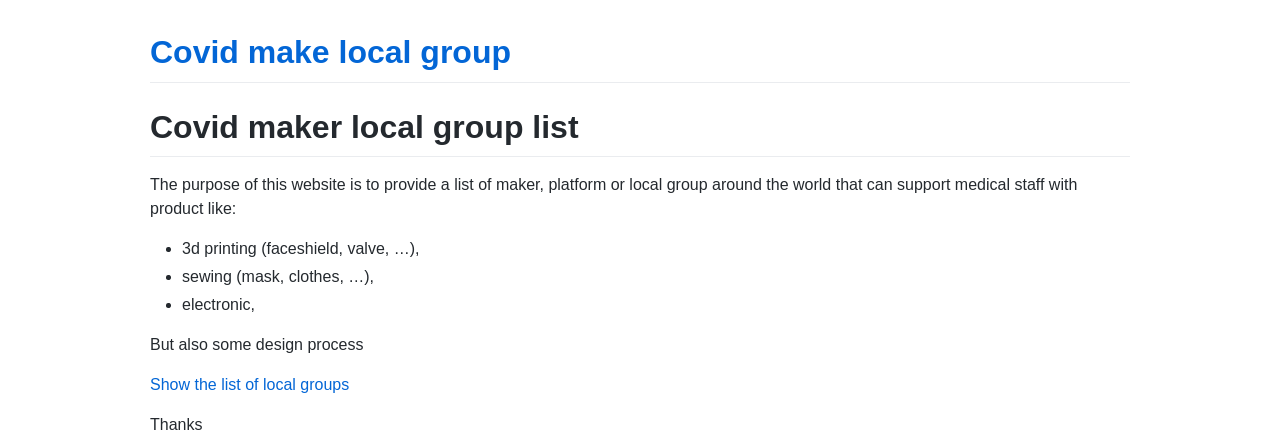 Covid make local group
Covid maker local group list
The purpose of this website is to provide a list of maker, platform or local group around the world that can support medical staff with
product like:
• 3d printing (faceshield, valve, …),
• sewing (mask, clothes, …),
• electronic,
But also some design process
Show the list of local groups
Thanks